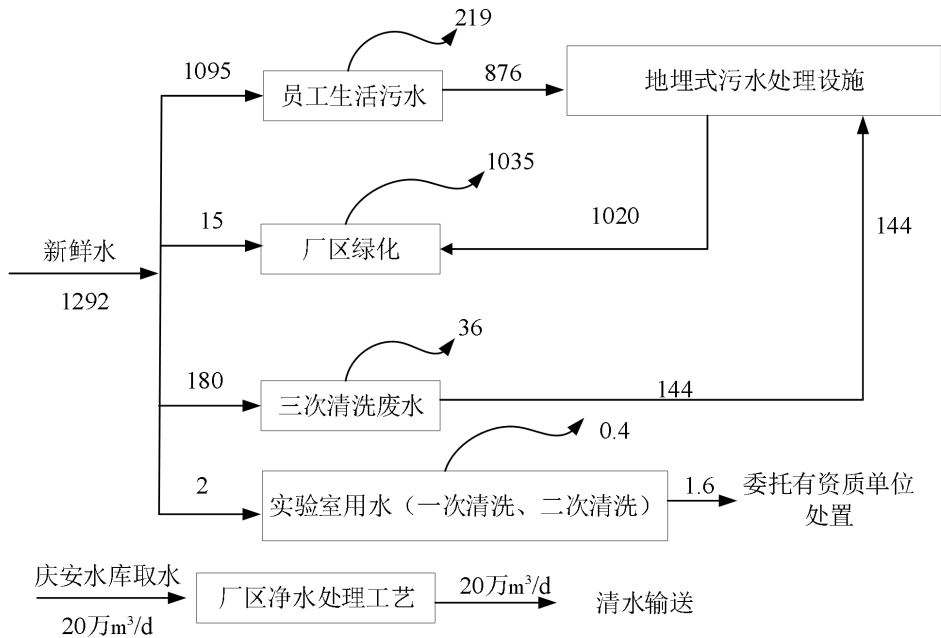 219
1095
员工生活污水
876
地埋式污水处理设施
1035
15
厂区绿化
1020
144
新鲜水
1292
36
180
三次清洗废水
144
0.4
2
实验室用水（一次清洗、二次清洗）
1.6
委托有资质单位
处置
庆安水库取水
20万m³/d
厂区净水处理工艺
20万m³/d
清水输送